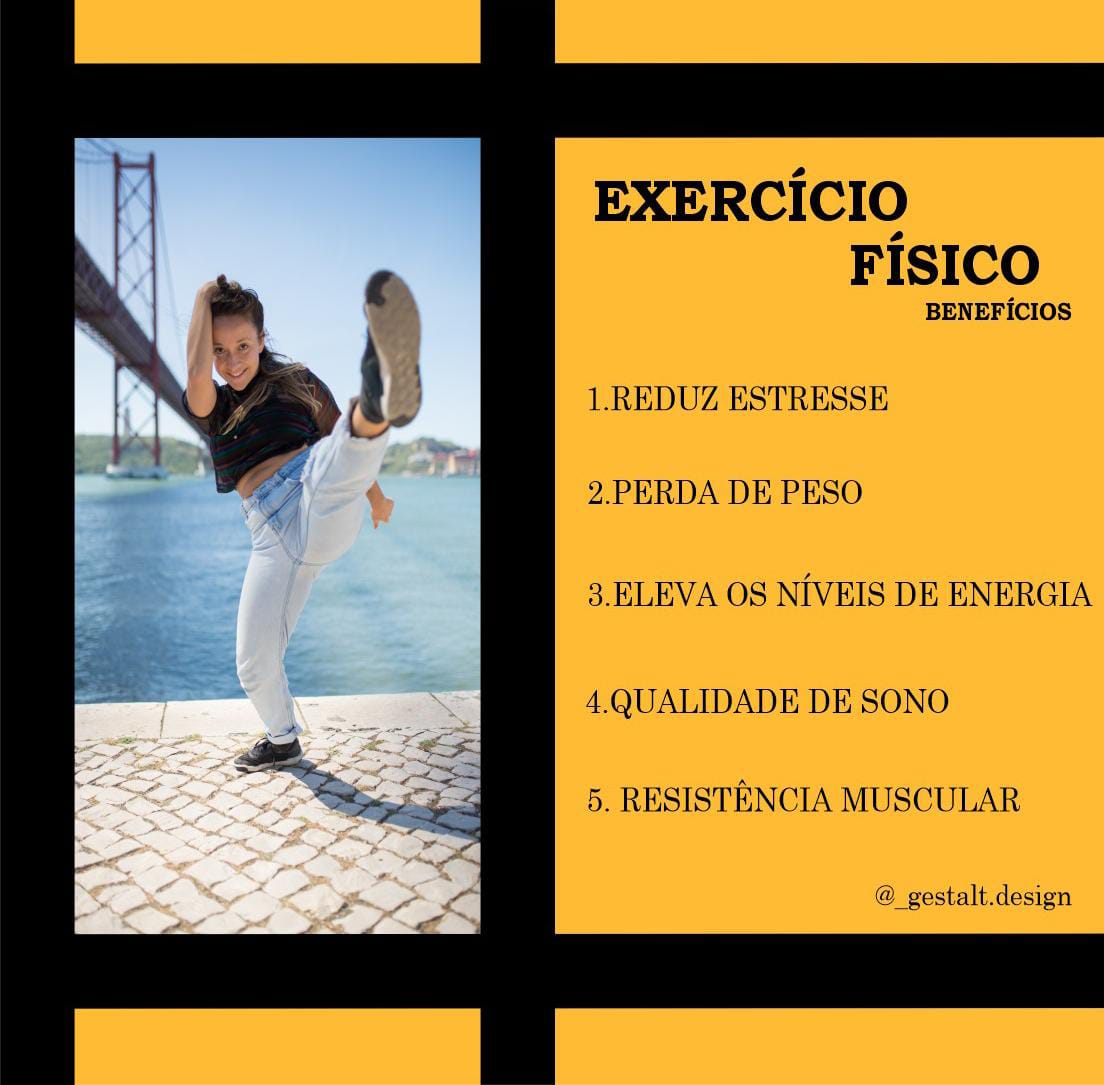 EXERCÍCIO
FÍSICO
BENEFÍCIOS
1.REDUZ ESTRESSE
2.PERDA DE PESO
3.ELEVA OS NÍVEIS DE ENERGIA
4.QUALIDADE DE SONO
5. RESISTÊNCIA MUSCULAR
@_gestalt.design